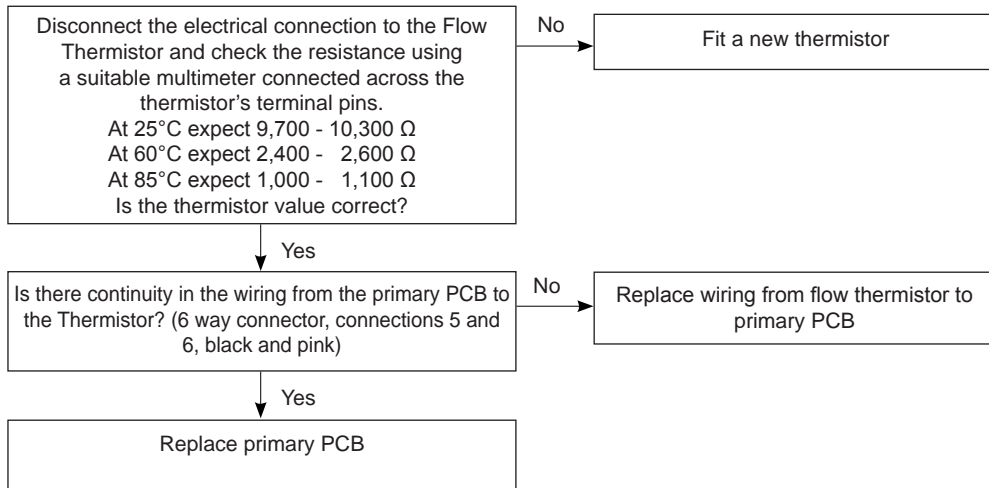 Disconnect the electrical connection to the Flow
Thermistor and check the resistance using
a suitable multimeter connected across the
thermistor's terminal pins.
At 25°C expect 9,700 - 10,300 Ω
At 60°C expect 2,400 - 2,600 Ω
At 85°C expect 1,000 - 1,100 Ω
Is the thermistor value correct?
No
Fit a new thermistor
Yes
Is there continuity in the wiring from the primary PCB to
the Thermistor? (6 way connector, connections 5 and
6, black and pink)
No
Replace wiring from flow thermistor to
primary PCB
Yes
Replace primary PCB